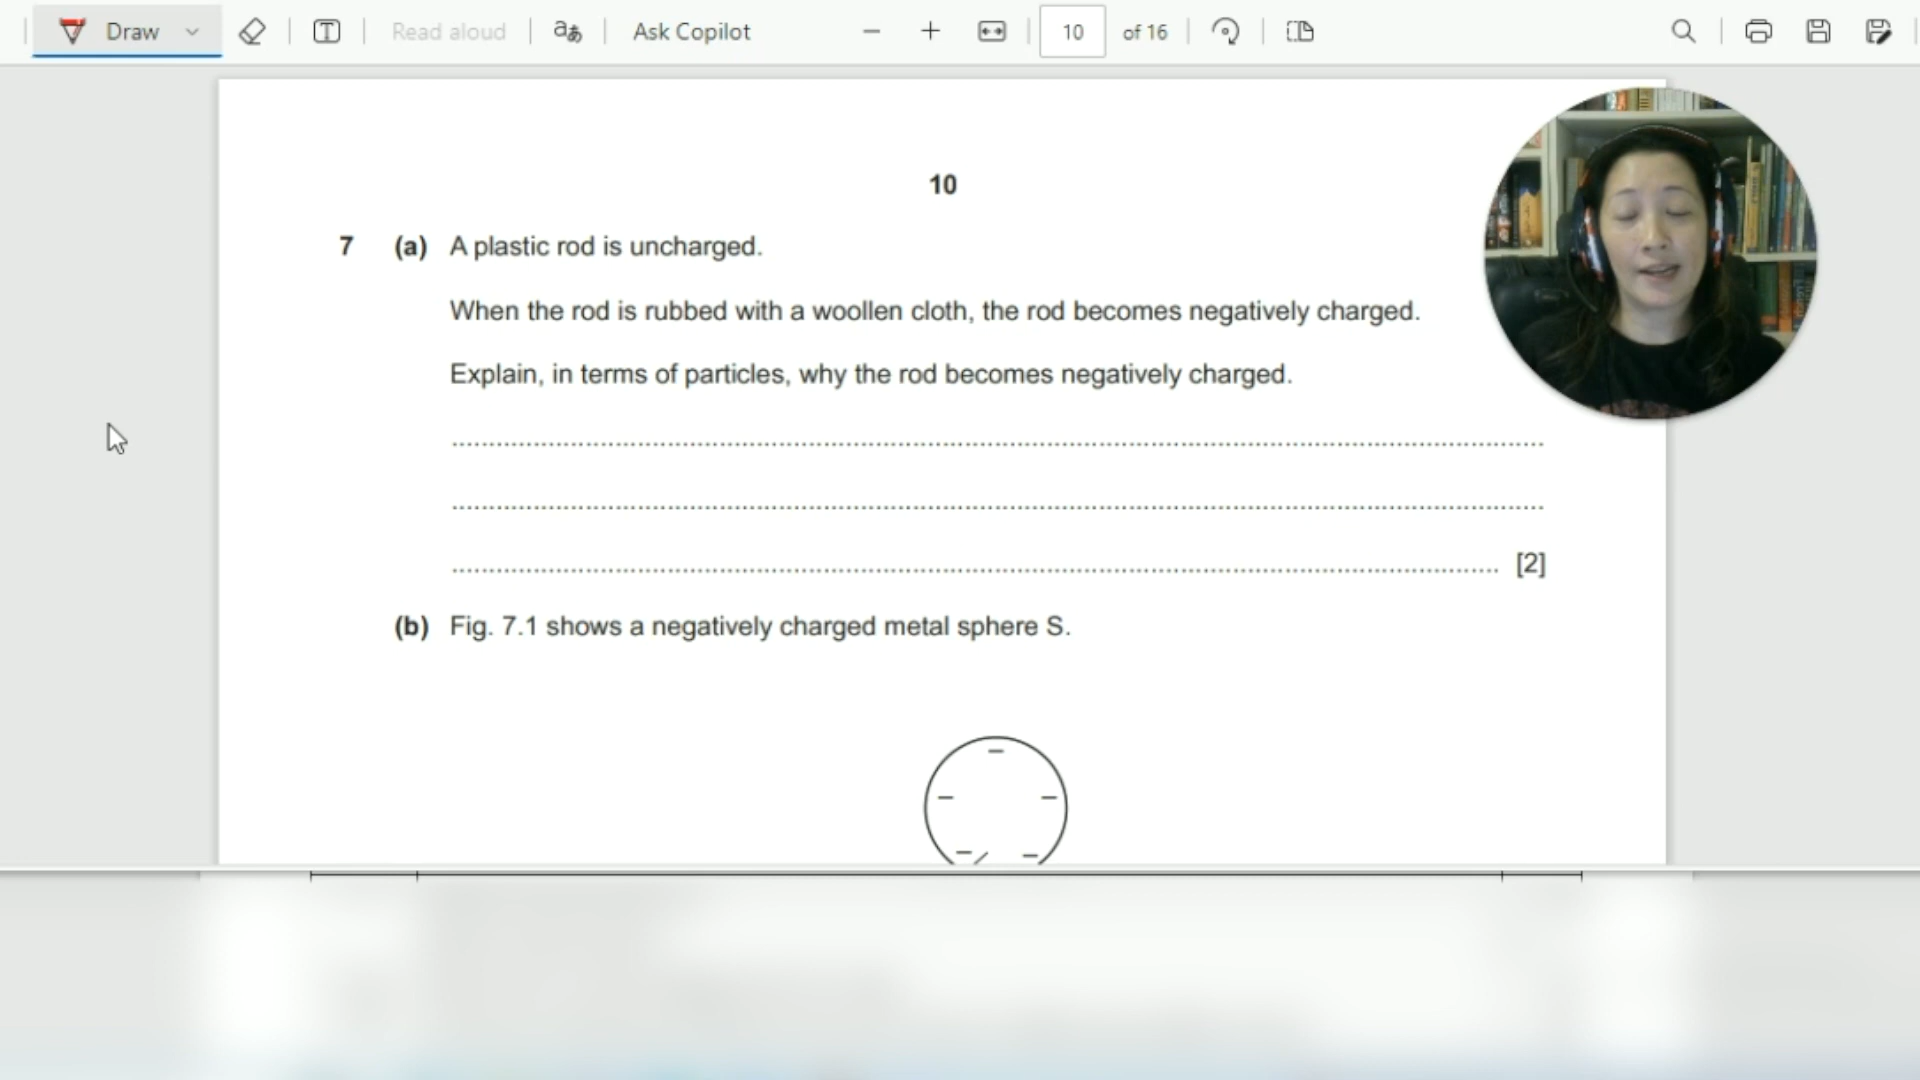 Draw
Read aloud
aあ
Ask Copilot
10
of 16
10
7 (a) A plastic rod is uncharged.
When the rod is rubbed with a woollen cloth, the rod becomes negatively charged.
Explain, in terms of particles, why the rod becomes negatively charged.
[2]
(b) Fig. 7.1 shows a negatively charged metal sphere S.